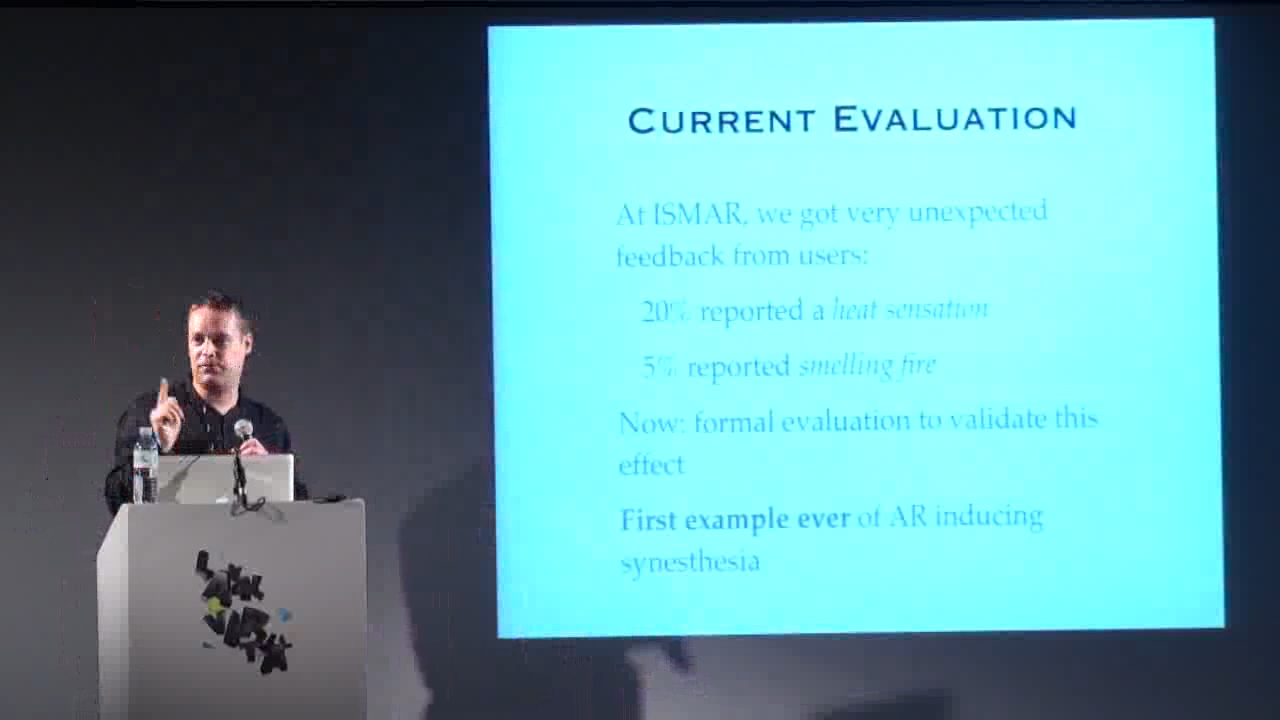 CURRENT EVALUATION
At ISMAR, we got very unexpected
feedback from users:
20% reported a heat sensation
5% reported smelling fire
Now: formal evaluation to validate this
effect
First example ever of AR inducing
synesthesia